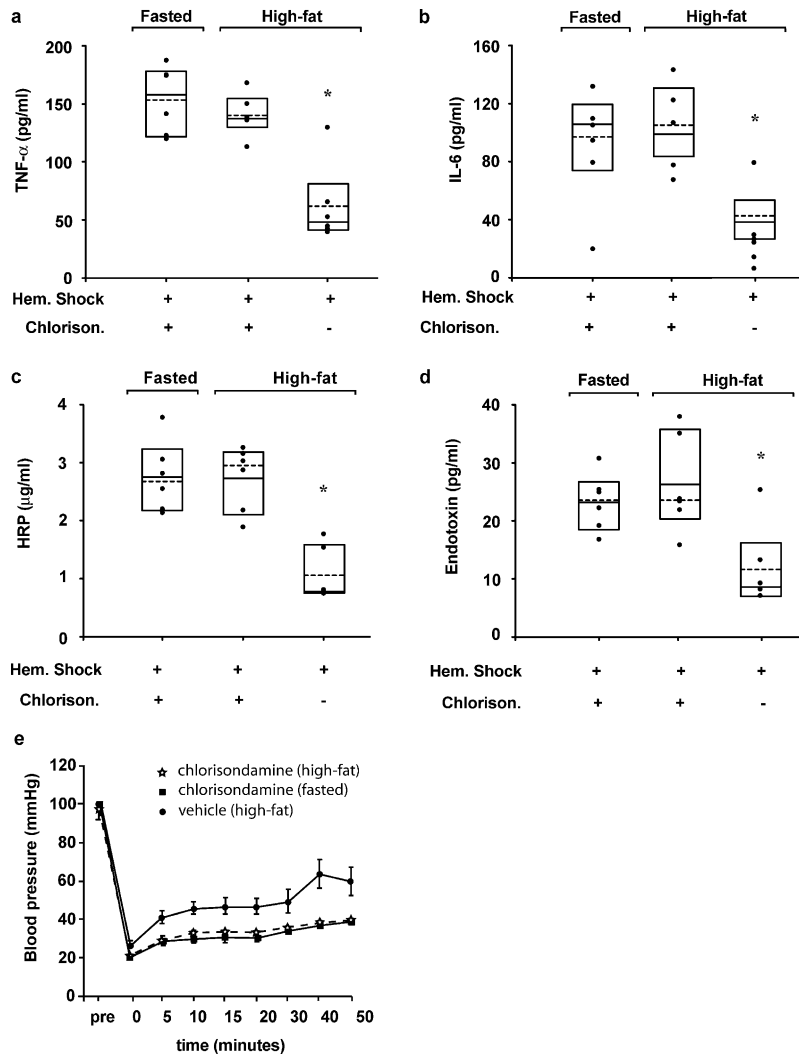 a
Fasted High-fat
TNF-α (pg/ml)
200
150
100
50
0
*
Hem. Shock + + +
Chlorison. + + -
b
Fasted High-fat
IL-6 (pg/ml)
160
120
80
40
0
*
Hem. Shock + + +
Chlorison. + + -
c
Fasted High-fat
HRP (μg/ml)
4
3
2
1
0
*
Hem. Shock + + +
Chlorison. + + -
d
Fasted High-fat
Endotoxin (pg/ml)
40
30
20
10
0
*
Hem. Shock + + +
Chlorison. + + -
e
Blood pressure (mmHg)
120
100
80
60
40
20
0
chlorisondamine (high-fat)
chlorisondamine (fasted)
vehicle (high-fat)
pre 0 5 10 15 20 30 40 50
time (minutes)